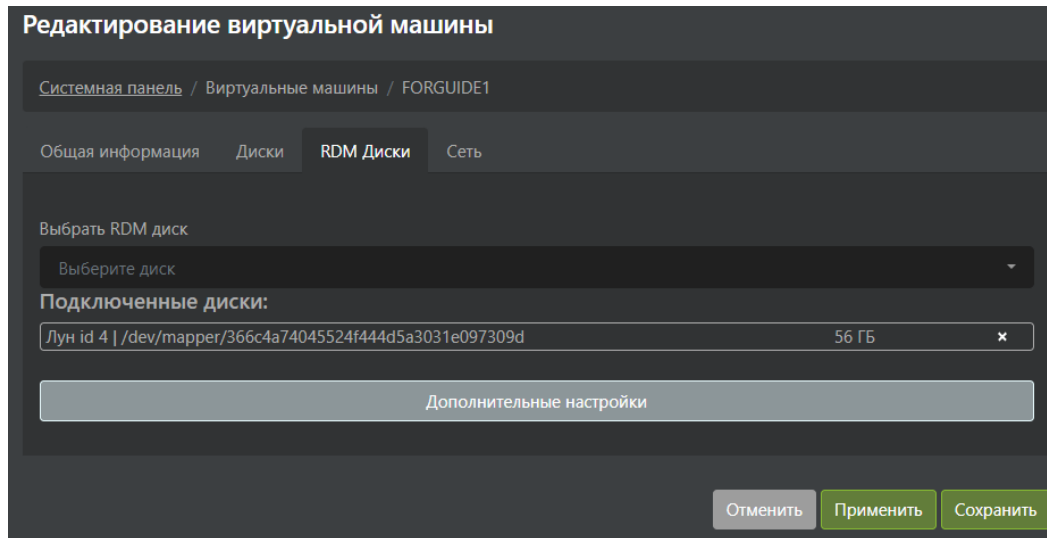 Редактирование виртуальной машины
Системная панель / Виртуальные машины / FORGUIDE1
Общая информация Диски RDM Диски Сеть
Выбрать RDM диск
Выберите диск
Подключенные диски:
Лун id 4 | /dev/mapper/366c4a74045524f444d5a3031e097309d 56 ГБ ×
Дополнительные настройки
Отменить Применить Сохранить